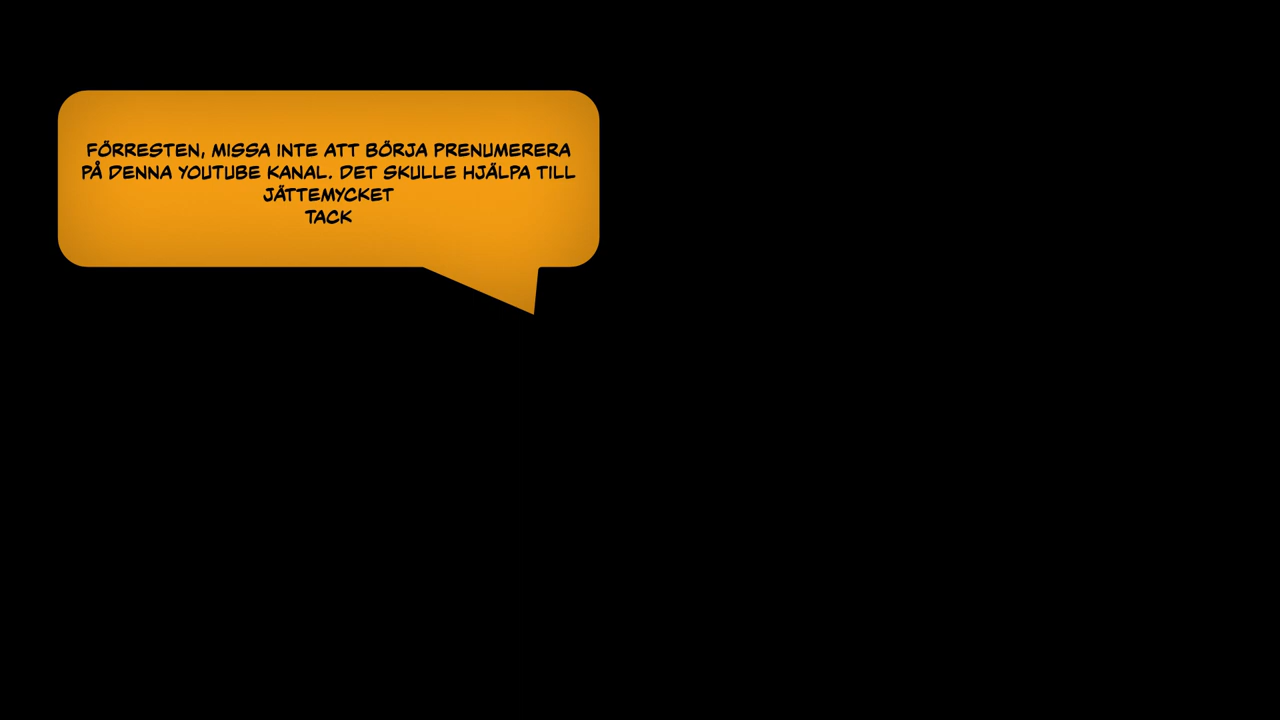 FÖRRESTEN, MISSA INTE ATT BÖRJA PRENUMERERA
PÅ DENNA YOUTUBE KANAL. DET SKULLE HJÄLPA TILL
JÄTTEMYCKET
TACK